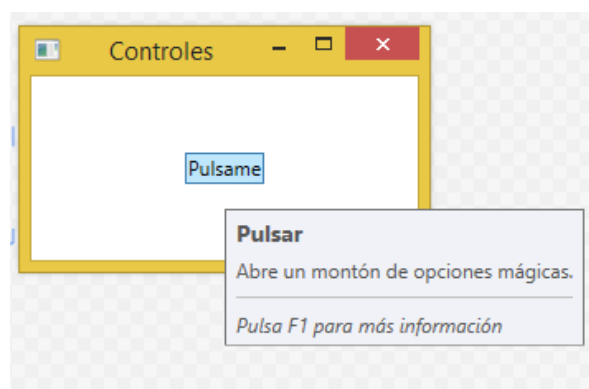 Controles
Pulsame
Pulsar
Abre un montón de opciones mágicas.
Pulsa F1 para más información